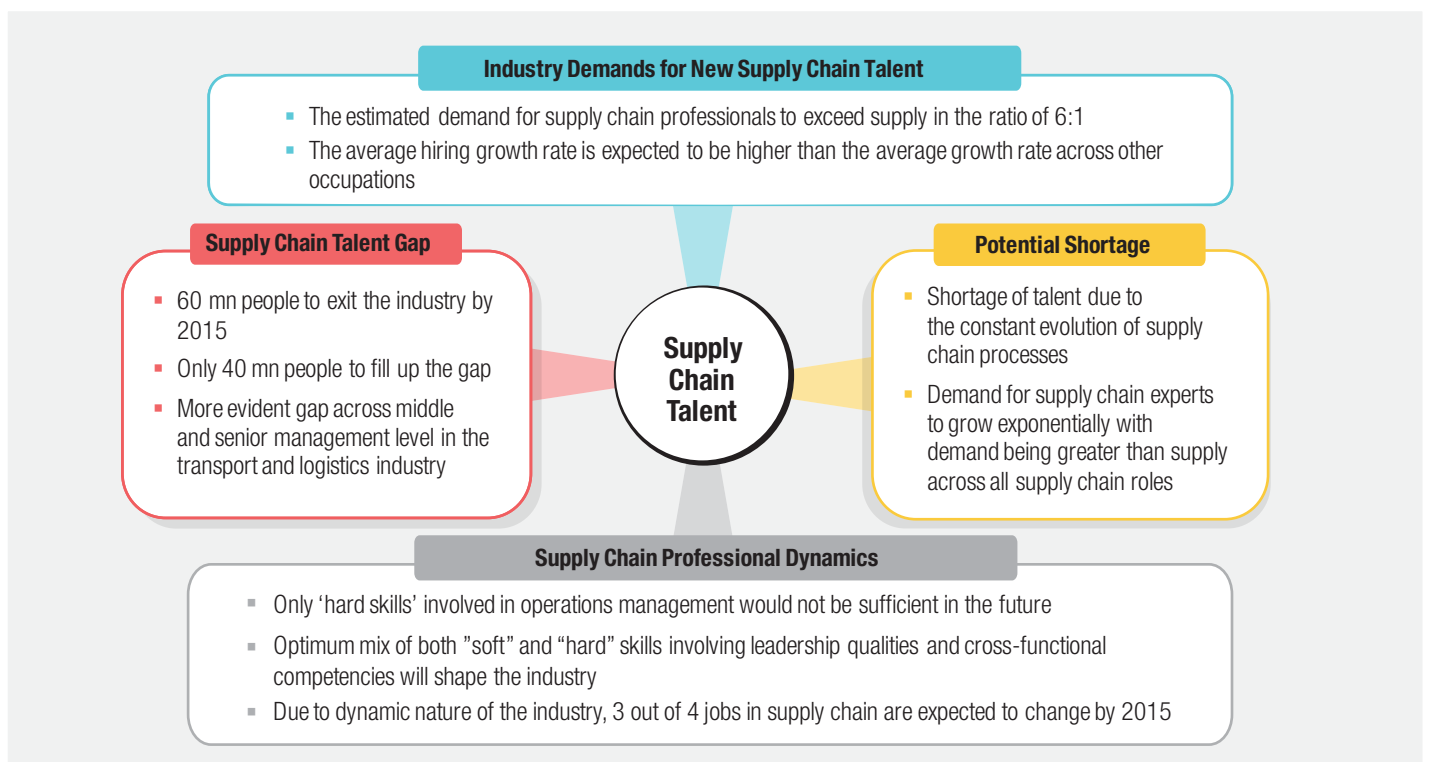 Industry Demands for New Supply Chain Talent
▪ The estimated demand for supply chain professionals to exceed supply in the ratio of 6:1
▪ The average hiring growth rate is expected to be higher than the average growth rate across other
occupations
Supply Chain Talent Gap
▪ 60 mn people to exit the industry by
2015
▪ Only 40 mn people to fill up the gap
▪ More evident gap across middle
and senior management level in the
transport and logistics industry
Supply
Chain
Talent
Potential Shortage
▪ Shortage of talent due to
the constant evolution of supply
chain processes
▪ Demand for supply chain experts
to grow exponentially with
demand being greater than supply
across all supply chain roles
Supply Chain Professional Dynamics
▪ Only ‘hard skills’ involved in operations management would not be sufficient in the future
▪ Optimum mix of both ”soft” and “hard” skills involving leadership qualities and cross-functional
competencies will shape the industry
▪ Due to dynamic nature of the industry, 3 out of 4 jobs in supply chain are expected to change by 2015